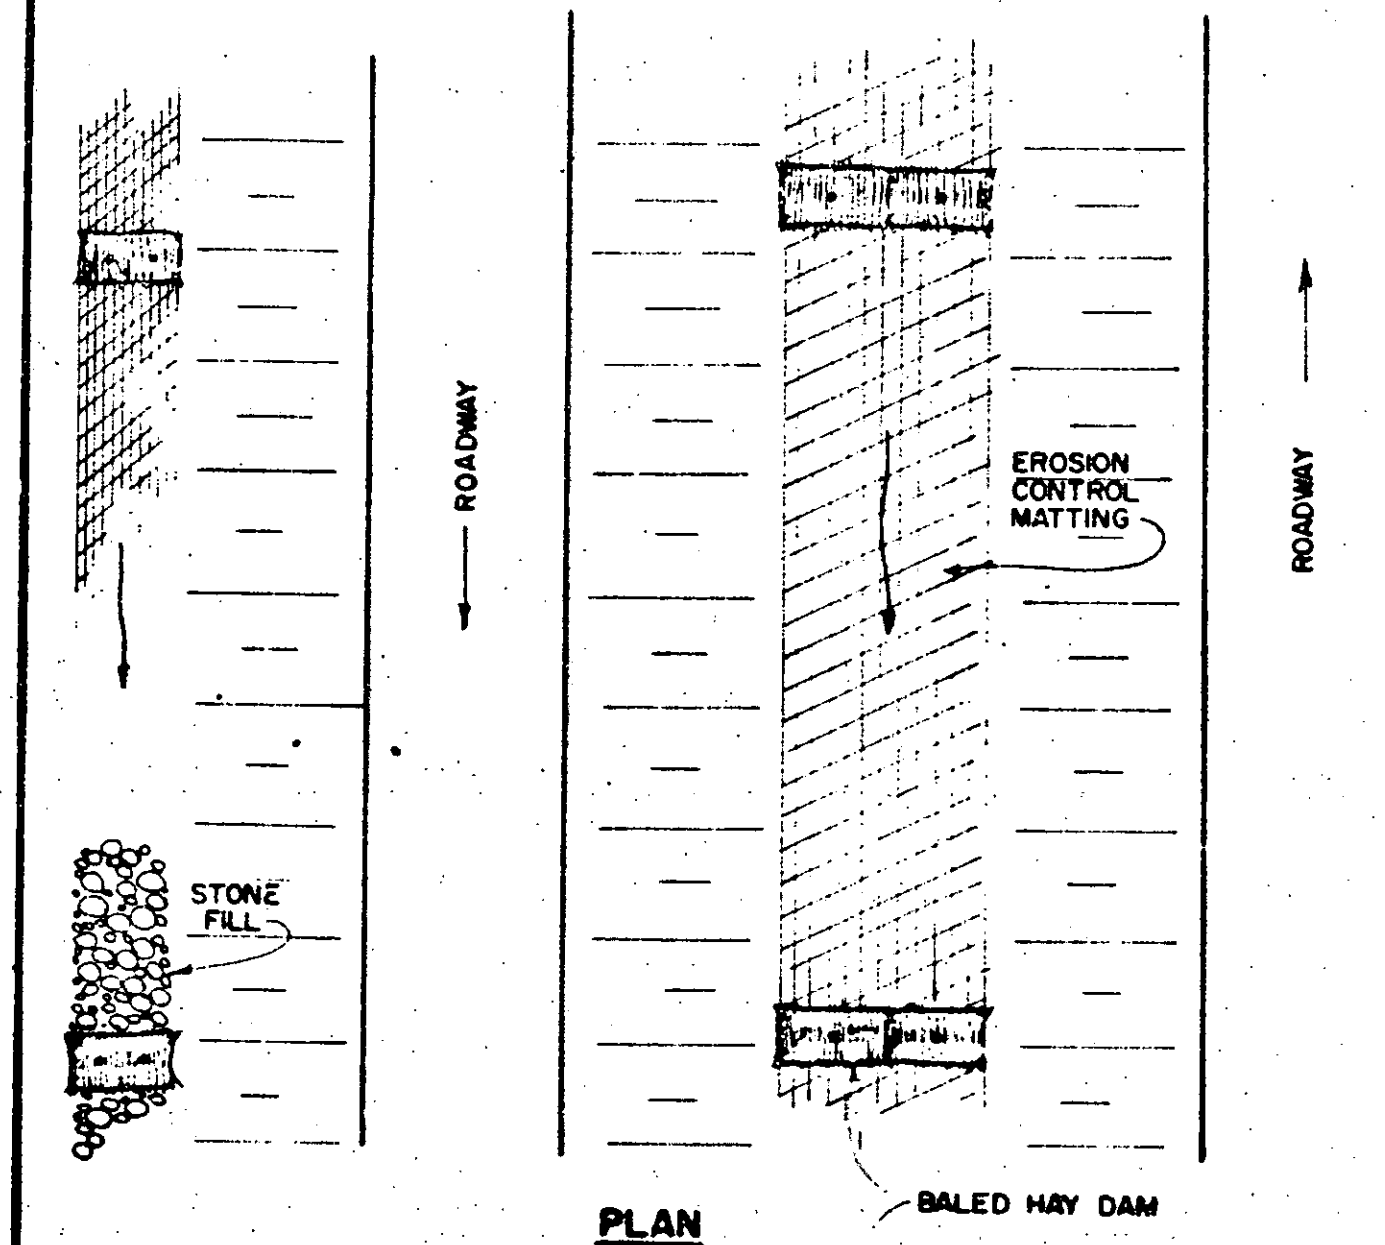 ROADWAY
EROSION
CONTROL
MATTING
ROADWAY
STONE
FILL
BALED HAY DAM
PLAN